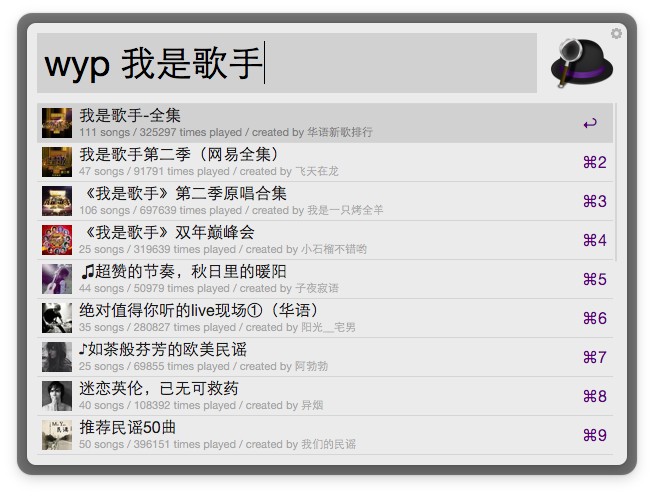 wyp 我是歌手
我是歌手-全集
111 songs / 325297 times played / created by 华语新歌排行
↩
我是歌手第二季（网易全集）
47 songs / 91791 times played / created by 飞天在龙
⌘2
《我是歌手》第二季原唱合集
106 songs / 697639 times played / created by 我是一只烤全羊
⌘3
《我是歌手》双年巅峰会
25 songs / 319639 times played / created by 小石榴不错哟
⌘4
♫超赞的节奏，秋日里的暖阳
44 songs / 50979 times played / created by 子夜寂语
⌘5
绝对值得你听的live现场①（华语）
35 songs / 280827 times played / created by 阳光__宅男
⌘6
♪如茶般芬芳的欧美民谣
25 songs / 69855 times played / created by 阿勃勃
⌘7
迷恋英伦，已无可救药
40 songs / 108392 times played / created by 异烟
⌘8
推荐民谣50曲
50 songs / 396151 times played / created by 我们的民谣
⌘9